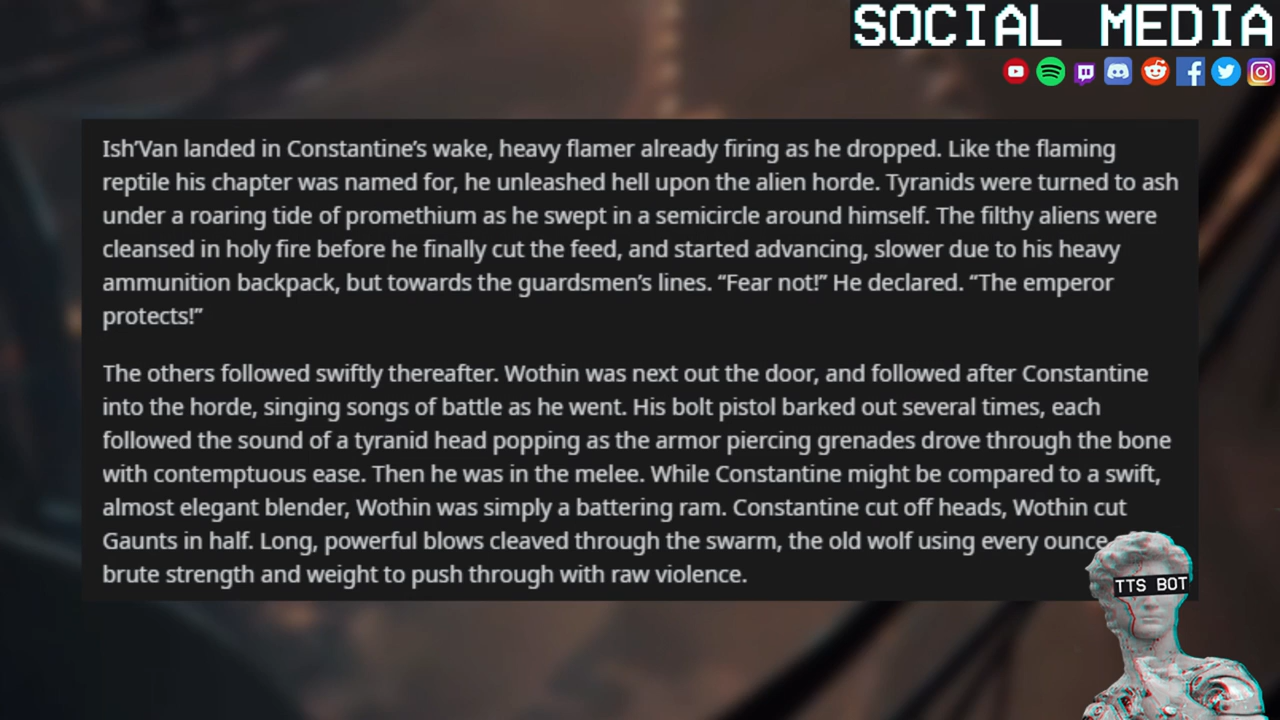 SOCIAL MEDIA
Ish’Van landed in Constantine’s wake, heavy flamer already firing as he dropped. Like the flaming
reptile his chapter was named for, he unleashed hell upon the alien horde. Tyranids were turned to ash
under a roaring tide of promethium as he swept in a semicircle around himself. The filthy aliens were
cleansed in holy fire before he finally cut the feed, and started advancing, slower due to his heavy
ammunition backpack, but towards the guardsmen’s lines. “Fear not!” He declared. “The emperor
protects!”
The others followed swiftly thereafter. Wothin was next out the door, and followed after Constantine
into the horde, singing songs of battle as he went. His bolt pistol barked out several times, each
followed the sound of a tyranid head popping as the armor piercing grenades drove through the bone
with contemptuous ease. Then he was in the melee. While Constantine might be compared to a swift,
almost elegant blender, Wothin was simply a battering ram. Constantine cut off heads, Wothin cut
Gaunts in half. Long, powerful blows cleaved through the swarm, the old wolf using every ounce
brute strength and weight to push through with raw violence.
TTS BOT